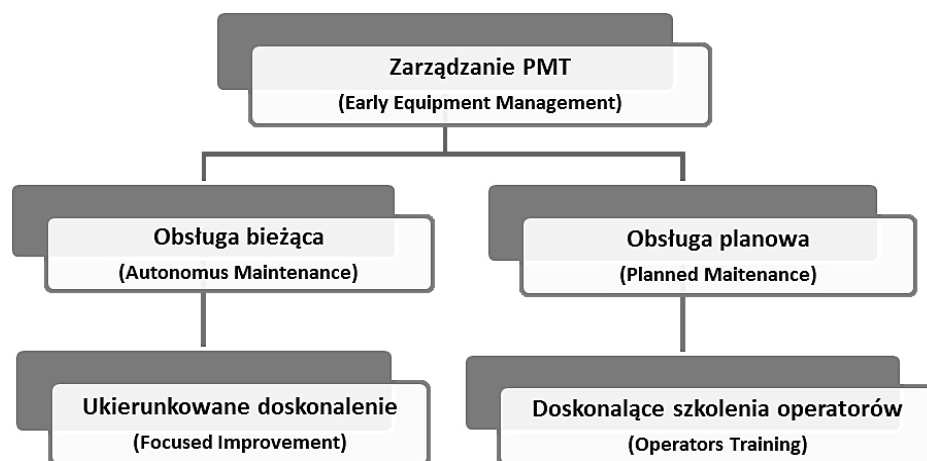 Zarządzanie PMT
(Early Equipment Management)
Obsługa bieżąca
(Autonomus Maintenance)
Obsługa planowa
(Planned Maitenance)
Ukierunkowane doskonalenie
(Focused Improvement)
Doskonalące szkolenia operatorów
(Operators Training)